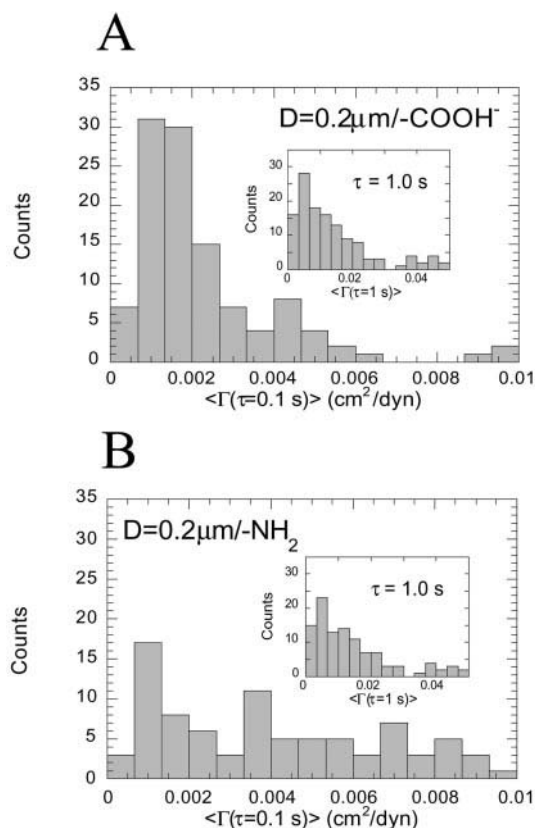 A
35
30
25
20
15
10
5
0
Counts
D=0.2μm/-COOH⁻
30
20
10
0
Counts
τ = 1.0 s
0 0.02 0.04
<Γ(τ=1 s)>
0 0.002 0.004 0.006 0.008 0.01
<Γ(τ=0.1 s)> (cm²/dyn)
B
35
30
25
20
15
10
5
0
Counts
D=0.2μm/-NH₂
30
20
10
0
Counts
τ = 1.0 s
0 0.02 0.04
<Γ(τ=1 s)>
0 0.002 0.004 0.006 0.008 0.01
<Γ(τ=0.1 s)> (cm²/dyn)